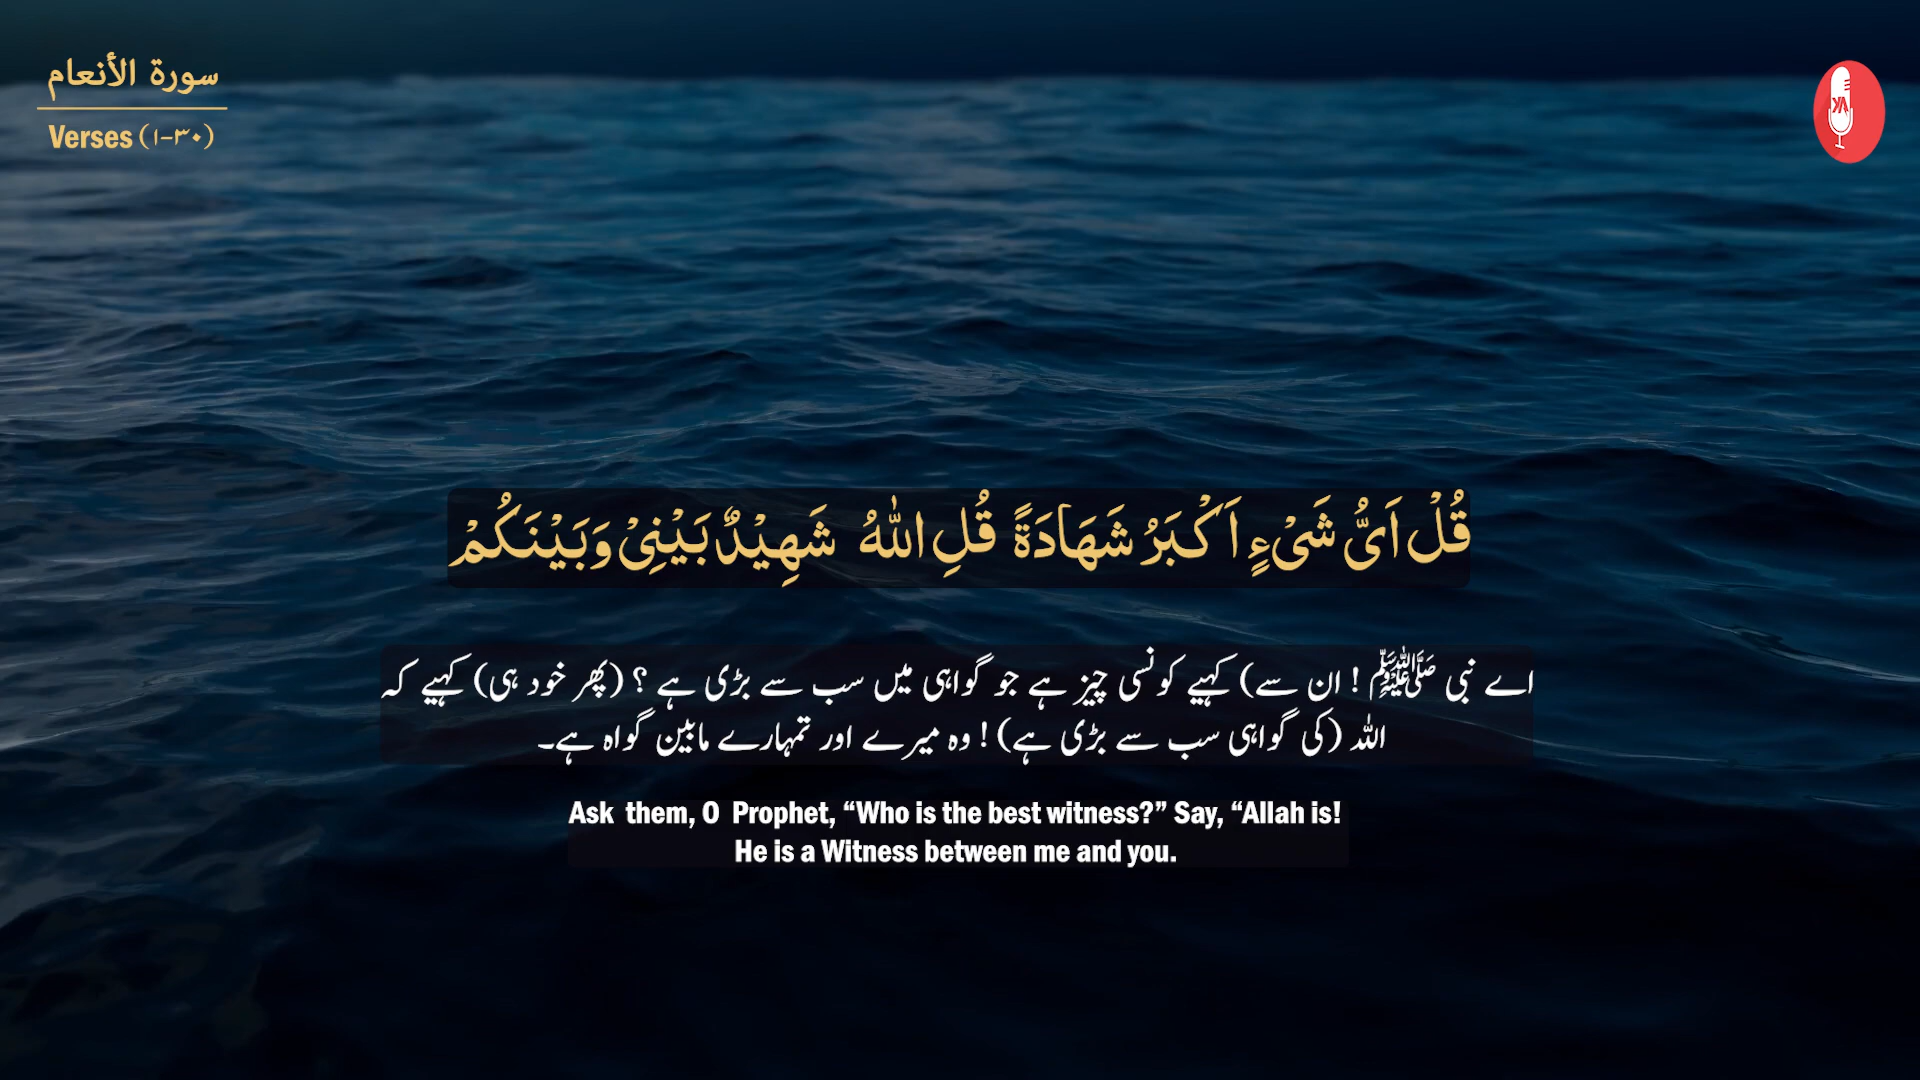 سورة الأنعام
Verses (۱-۳۰)
قُلْ اَیُّ شَیْءٍ اَكْبَرُ شَهَادَةً قُلِ اللّٰهُ شَهِیْدٌۢ بَیْنِیْ وَ بَیْنَكُمْ
اے نبی ﷺ ! ان سے) کہیے کونسی چیز ہے جو گواہی میں سب سے بڑی ہے ؟ (پھر خود ہی) کہیے کہ
اللہ (کی گواہی سب سے بڑی ہے) ! وہ میرے اور تمہارے مابین گواہ ہے۔
Ask them, O Prophet, “Who is the best witness?” Say, “Allah is!
He is a Witness between me and you.